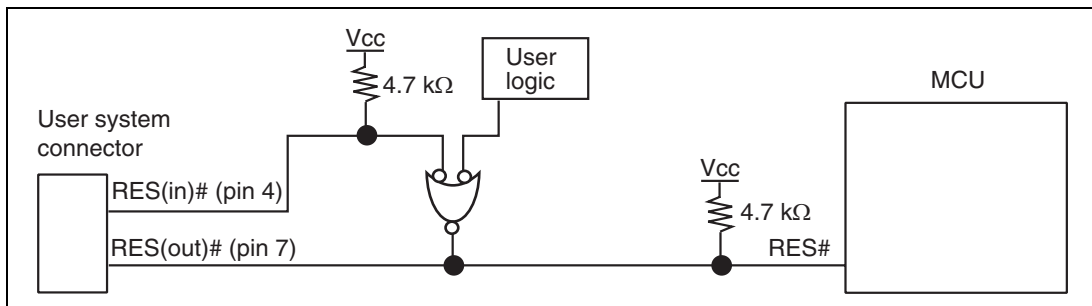 Vcc
4.7 kΩ
User
logic
MCU
User system
connector
RES(in)# (pin 4)
Vcc
4.7 kΩ
RES(out)# (pin 7)
RES#